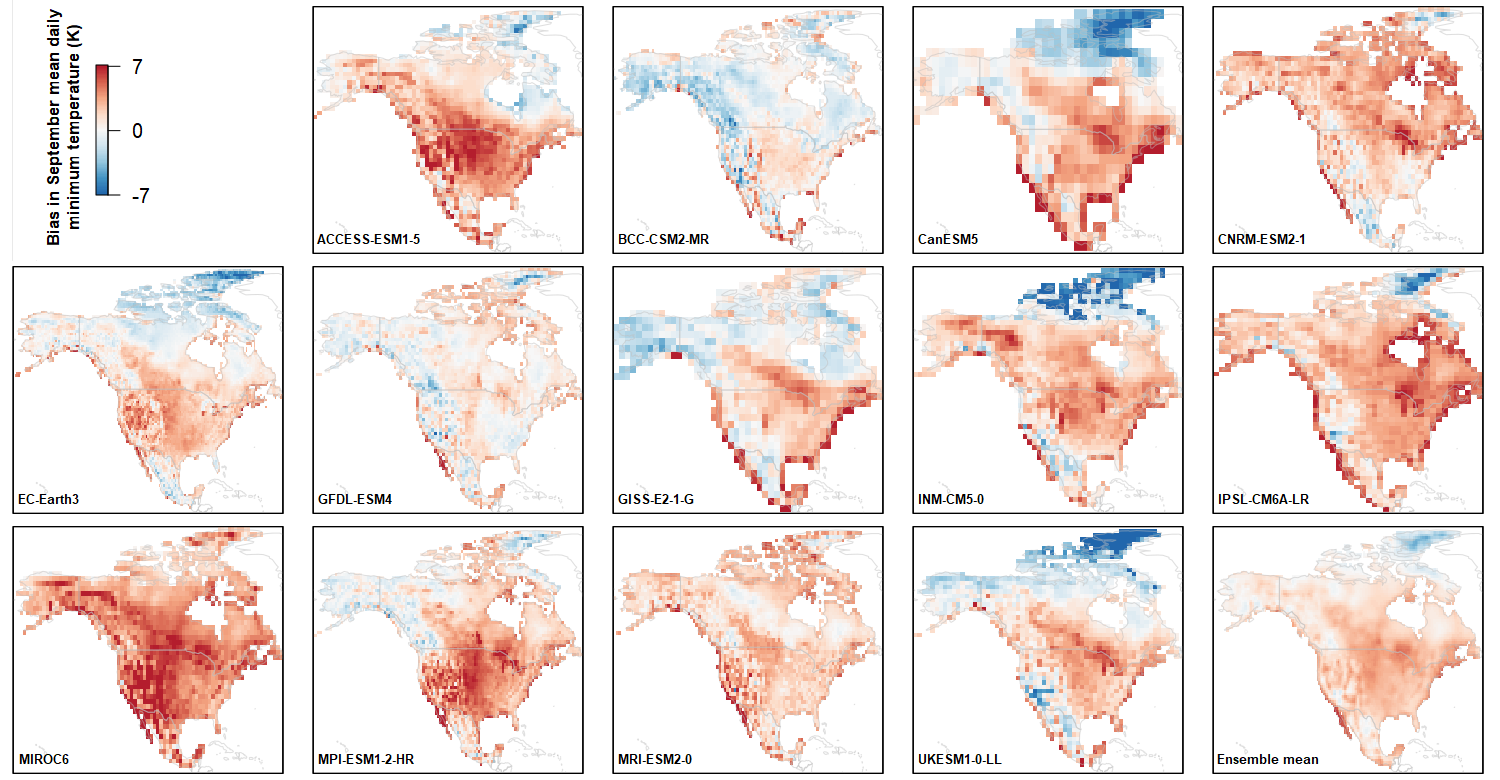 Bias in September mean daily
minimum temperature (K)
7
0
-7
ACCESS-ESM1-5
BCC-CSM2-MR
CanESM5
CNRM-ESM2-1
EC-Earth3
GFDL-ESM4
GISS-E2-1-G
INM-CM5-0
IPSL-CM6A-LR
MIROC6
MPI-ESM1-2-HR
MRI-ESM2-0
UKESM1-0-LL
Ensemble mean